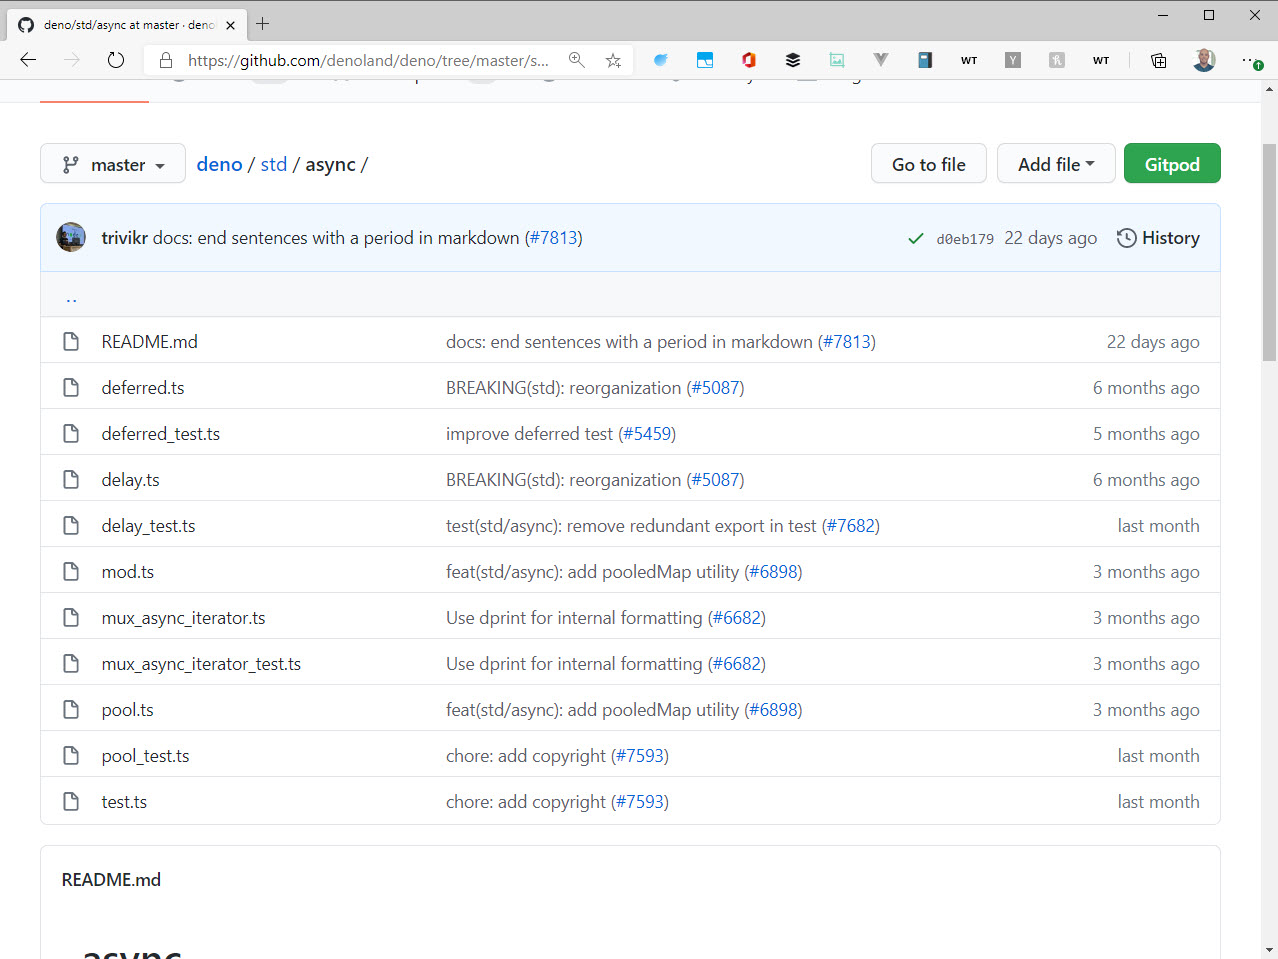 deno/std/async at master · deno
https://github.com/denoland/deno/tree/master/s...
WT
Y
WT
master
deno / std / async /
Go to file
Add file
Gitpod
trivikr docs: end sentences with a period in markdown (#7813)
d0eb179 22 days ago
History
..
README.md docs: end sentences with a period in markdown (#7813) 22 days ago
deferred.ts BREAKING(std): reorganization (#5087) 6 months ago
deferred_test.ts improve deferred test (#5459) 5 months ago
delay.ts BREAKING(std): reorganization (#5087) 6 months ago
delay_test.ts test(std/async): remove redundant export in test (#7682) last month
mod.ts feat(std/async): add pooledMap utility (#6898) 3 months ago
mux_async_iterator.ts Use dprint for internal formatting (#6682) 3 months ago
mux_async_iterator_test.ts Use dprint for internal formatting (#6682) 3 months ago
pool.ts feat(std/async): add pooledMap utility (#6898) 3 months ago
pool_test.ts chore: add copyright (#7593) last month
test.ts chore: add copyright (#7593) last month
README.md
async